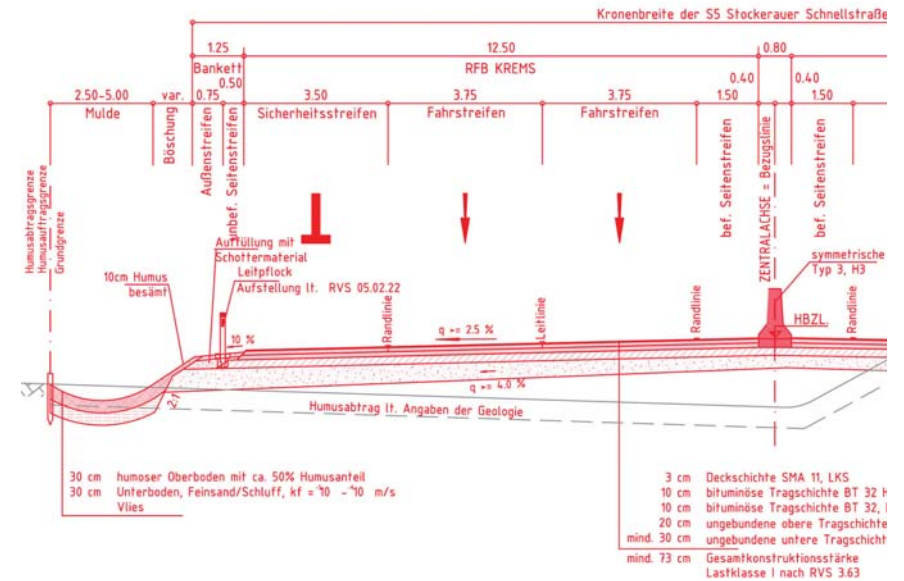 Kronenbreite der S5 Stockerauer Schnellstraße
1.25
12.50
0.80
Bankett
RFB KREMS
0.50
0.40
0.40
2.50-5.00
var.
0.75
3.50
3.75
3.75
1.50
1.50
Mulde
Böschung
Außenstreifen
unbef. Seitenstreifen
Sicherheitsstreifen
Fahrstreifen
Fahrstreifen
bef. Seitenstreifen
ZENTRALACHSE = Bezugslinie
bef. Seitenstreifen
Humusabtragsgrenze
Humusauftragsgrenze
Grundgrenze
Auffüllung mit
Schottermaterial
Leitpflock
Aufstellung lt. RVS 05.02.22
10cm Humus
besämt
symmetrische
Typ 3, H3
HBZL.
Randlinie
Leitlinie
Randlinie
Randlinie
10 %
q >= 2.5 %
q >= 4.0 %
2:1
Humusabtrag lt. Angaben der Geologie
30 cm humoser Oberboden mit ca. 50% Humusanteil
30 cm Unterboden, Feinsand/Schluff, kf = 10 - 10 m/s
Vlies
3 cm Deckschichte SMA 11, LKS
10 cm bituminöse Tragschichte BT 32
10 cm bituminöse Tragschichte BT 32,
20 cm ungebundene obere Tragschichte
mind. 30 cm ungebundene untere Tragschicht
mind. 73 cm Gesamtkonstruktionsstärke
Lastklasse I nach RVS 3.63